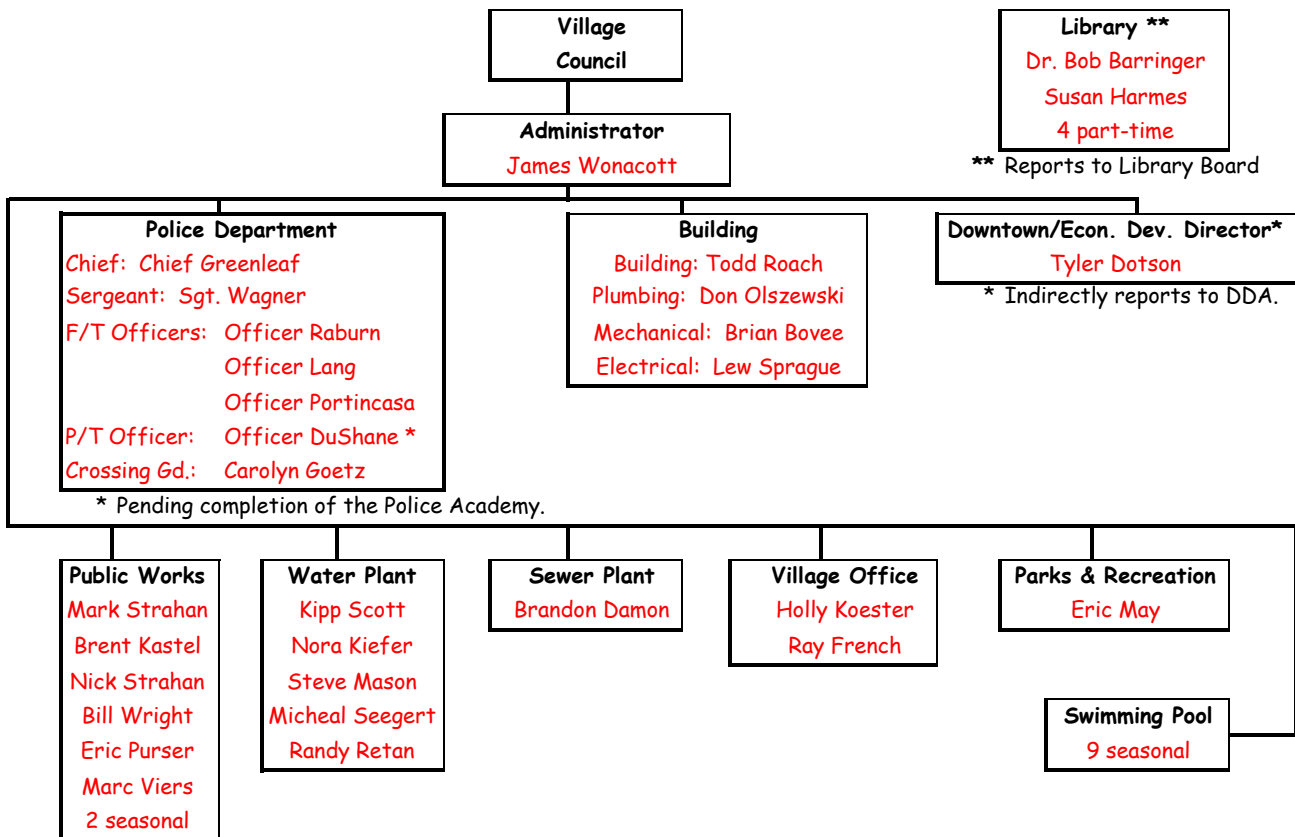 Village
Council
Library **
Dr. Bob Barringer
Susan Harmes
4 part-time
** Reports to Library Board
Administrator
James Wonacott
Police Department
Chief: Chief Greenleaf
Sergeant: Sgt. Wagner
F/T Officers: Officer Raburn
Officer Lang
Officer Portincasa
P/T Officer: Officer DuShane *
Crossing Gd.: Carolyn Goetz
* Pending completion of the Police Academy.
Building
Building: Todd Roach
Plumbing: Don Olszewski
Mechanical: Brian Bovee
Electrical: Lew Sprague
Downtown/Econ. Dev. Director*
Tyler Dotson
* Indirectly reports to DDA.
Public Works
Mark Strahan
Brent Kastel
Nick Strahan
Bill Wright
Eric Purser
Marc Viers
2 seasonal
Water Plant
Kipp Scott
Nora Kiefer
Steve Mason
Micheal Seegert
Randy Retan
Sewer Plant
Brandon Damon
Village Office
Holly Koester
Ray French
Parks & Recreation
Eric May
Swimming Pool
9 seasonal